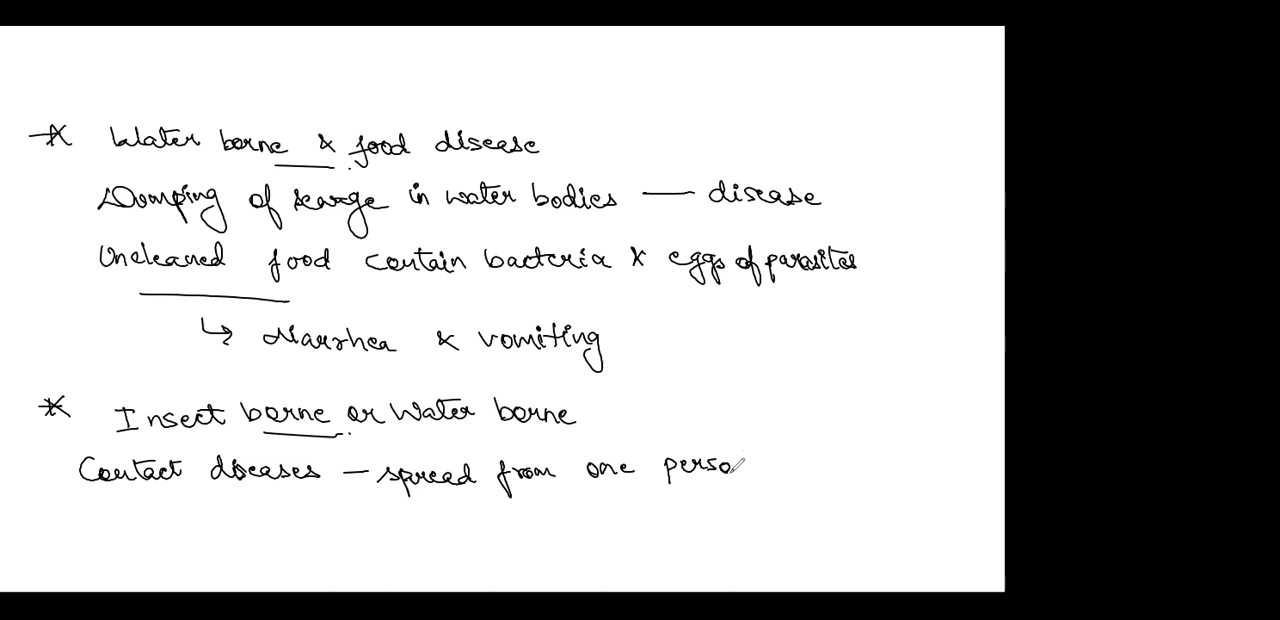 * Water borne & food disease
Dumping of searge in water bodies — disease
Uncleaned food contain bacteria & eggs of parasites
↳ diarrhea & vomiting
* Insect borne or Water borne
Contact diseases — spread from one perso